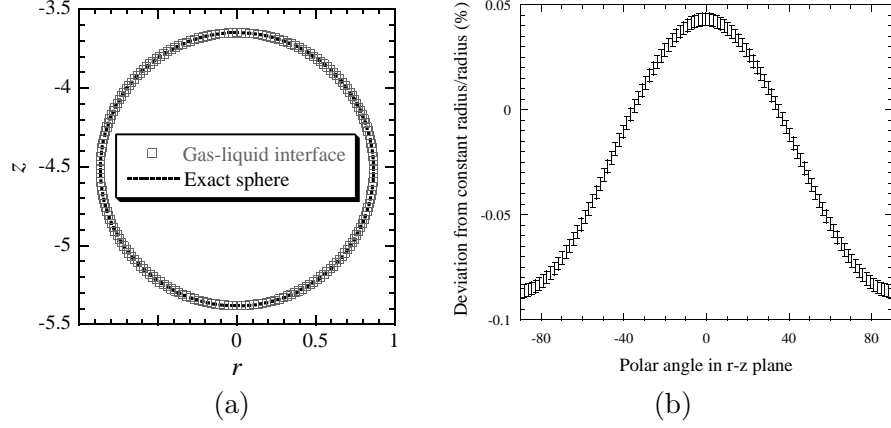 -3.5
-4
-4.5
-5
-5.5
z
Gas-liquid interface
Exact sphere
0
0.5
1
r
(a)
Deviation from constant radius/radius (%)
0.05
0
-0.05
-0.1
-80
-40
0
40
80
Polar angle in r-z plane
(b)